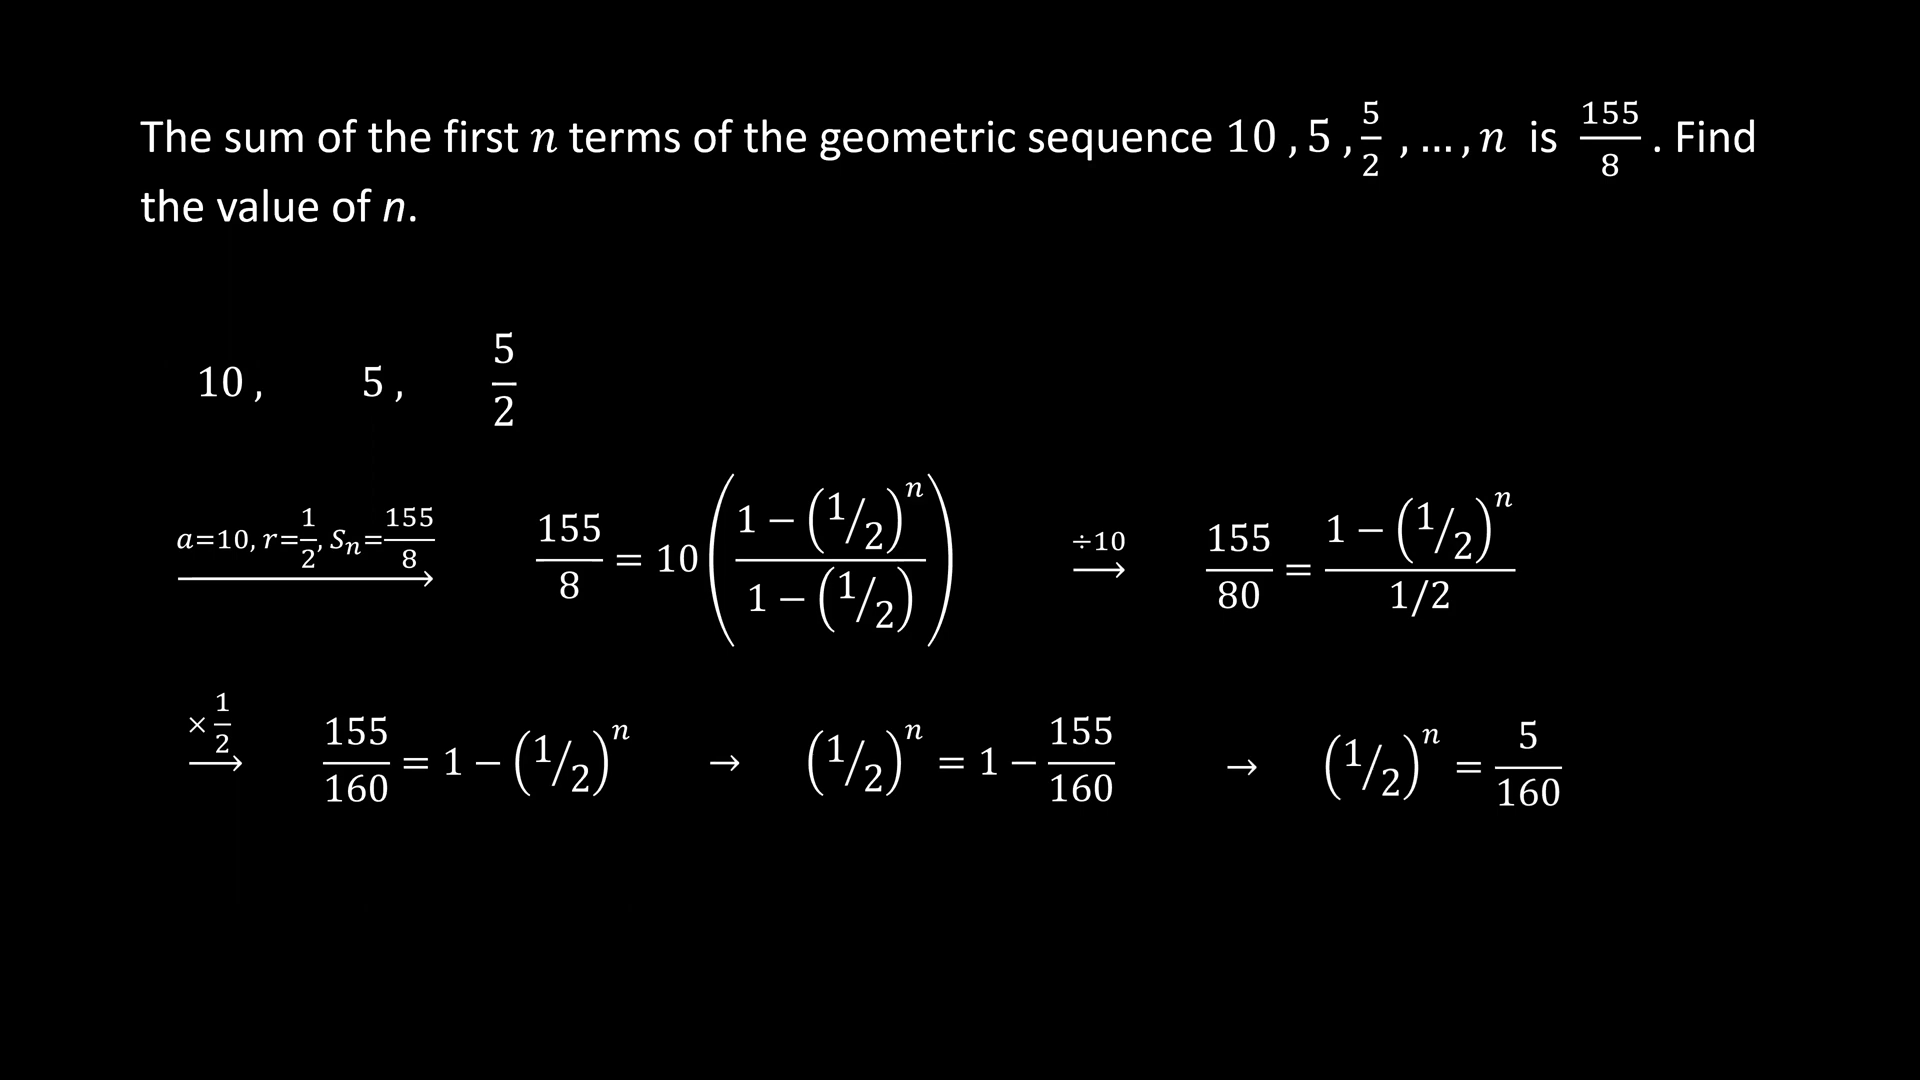 The sum of the first n terms of the geometric sequence 10 , 5 , 5/2 , … , n is 155/8 . Find
the value of n.
10 , 5 , 5/2
a=10, r=1/2, Sₙ=155/8 ⟶ 155/8 = 10((1 − (1/2)ⁿ)/(1 − (1/2))) ÷10 ⟶ 155/80 = (1 − (1/2)ⁿ)/(1/2)
×1/2 ⟶ 155/160 = 1 − (1/2)ⁿ → (1/2)ⁿ = 1 − 155/160 → (1/2)ⁿ = 5/160